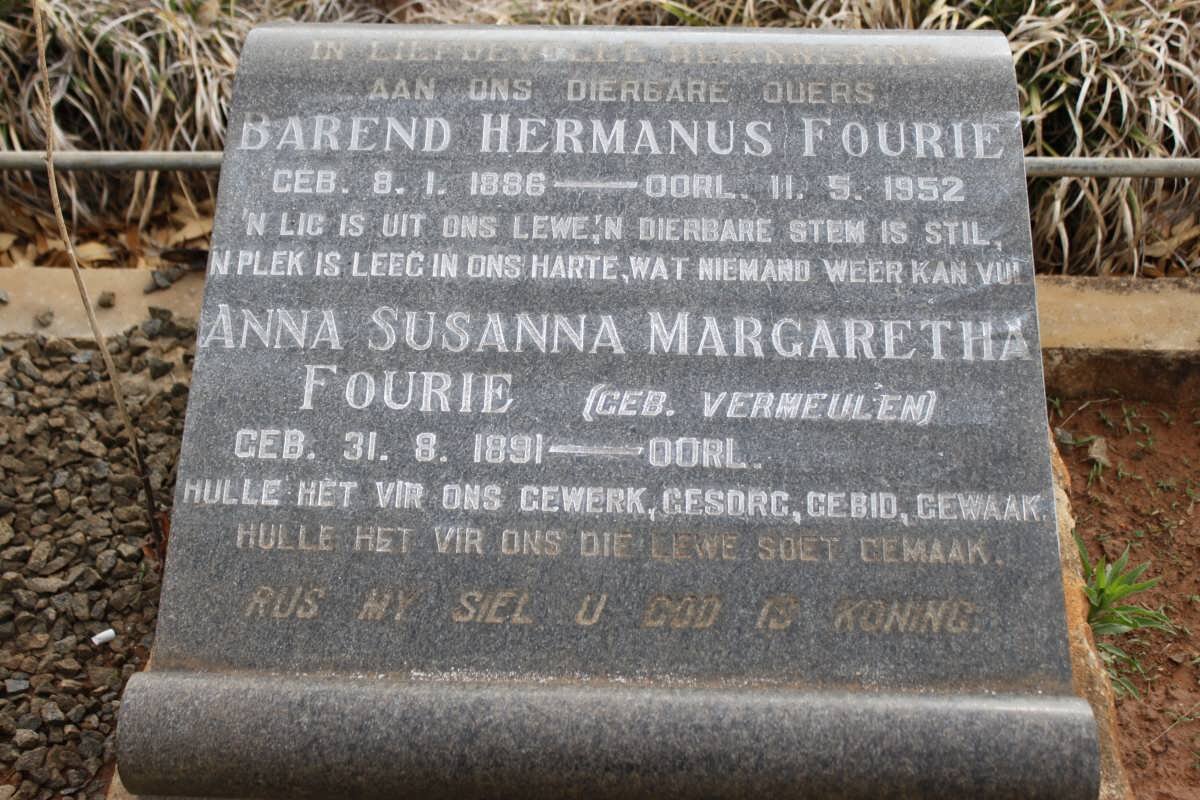 IN LIEFDEVOLLE HERINNERING
AAN ONS DIERBARE OUERS
BAREND HERMANUS FOURIE
GEB. 8. 1. 1886 — OORL. 11. 5. 1952
'N LIG IS UIT ONS LEWE,'N DIERBARE STEM IS STIL,
'N PLEK IS LEEG IN ONS HARTE, WAT NIEMAND WEER KAN VUL
ANNA SUSANNA MARGARETHA
FOURIE (GEB. VERMEULEN)
GEB. 31. 8. 1891 — OORL.
HULLE HET VIR ONS GEWERK, GESORG, GEBID, GEWAAK.
HULLE HET VIR ONS DIE LEWE SOET GEMAAK.
RUS MY SIEL U GOD IS KONING.